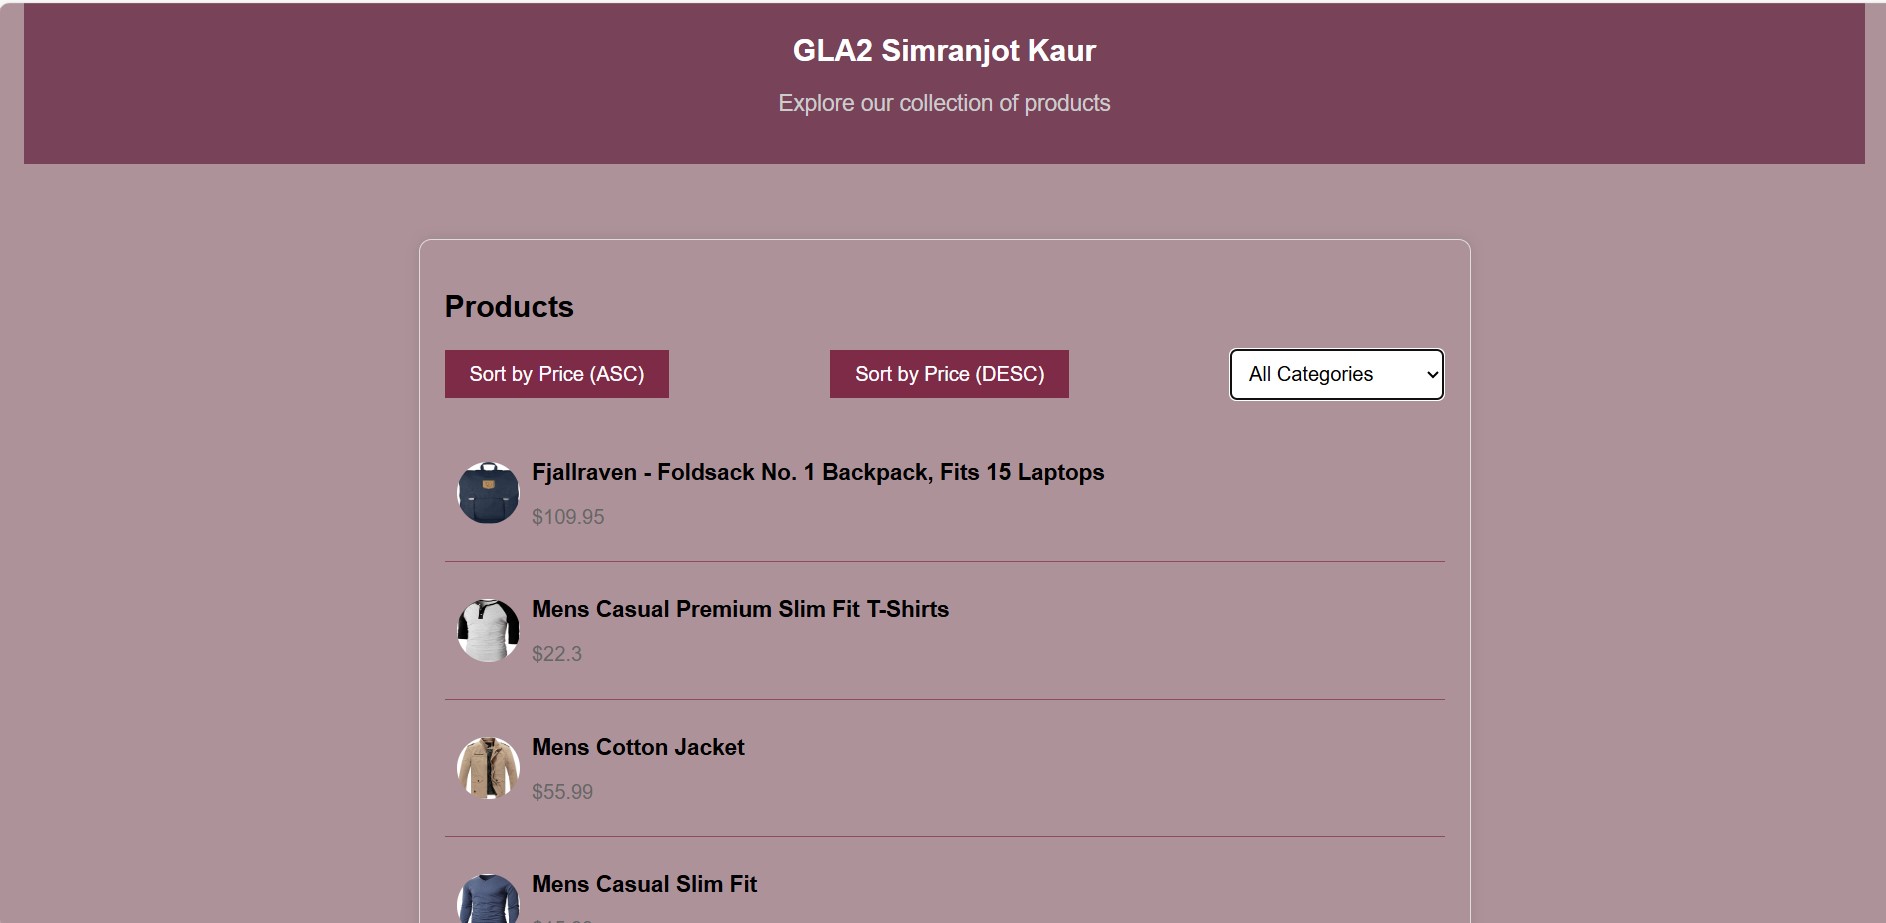 GLA2 Simranjot Kaur
Explore our collection of products
Products
Sort by Price (ASC)
Sort by Price (DESC)
All Categories
Fjallraven - Foldsack No. 1 Backpack, Fits 15 Laptops
$109.95
Mens Casual Premium Slim Fit T-Shirts
$22.3
Mens Cotton Jacket
$55.99
Mens Casual Slim Fit